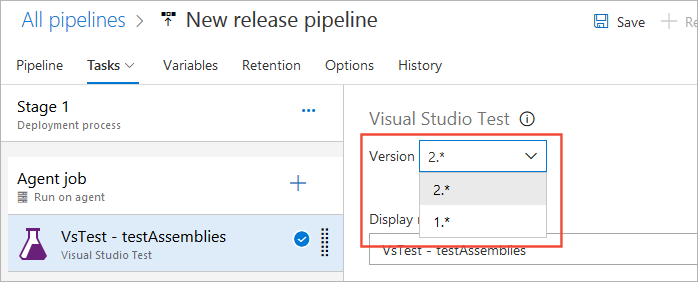 All pipelines > New release pipeline
Save
Re
Pipeline Tasks Variables Retention Options History
Stage 1
Deployment process
Visual Studio Test
Version 2.*
2.*
1.*
Agent job
Run on agent
Display
VsTest - testAssemblies
Visual Studio Test
VsTest - testAssemblies